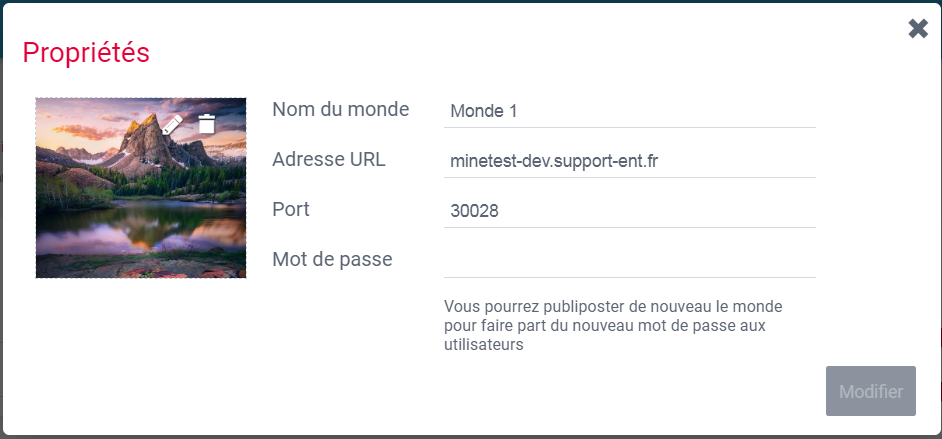 Propriétés
Nom du monde Monde 1
Adresse URL minetest-dev.support-ent.fr
Port 30028
Mot de passe
Vous pourrez publiposter de nouveau le monde
pour faire part du nouveau mot de passe aux
utilisateurs
Modifier